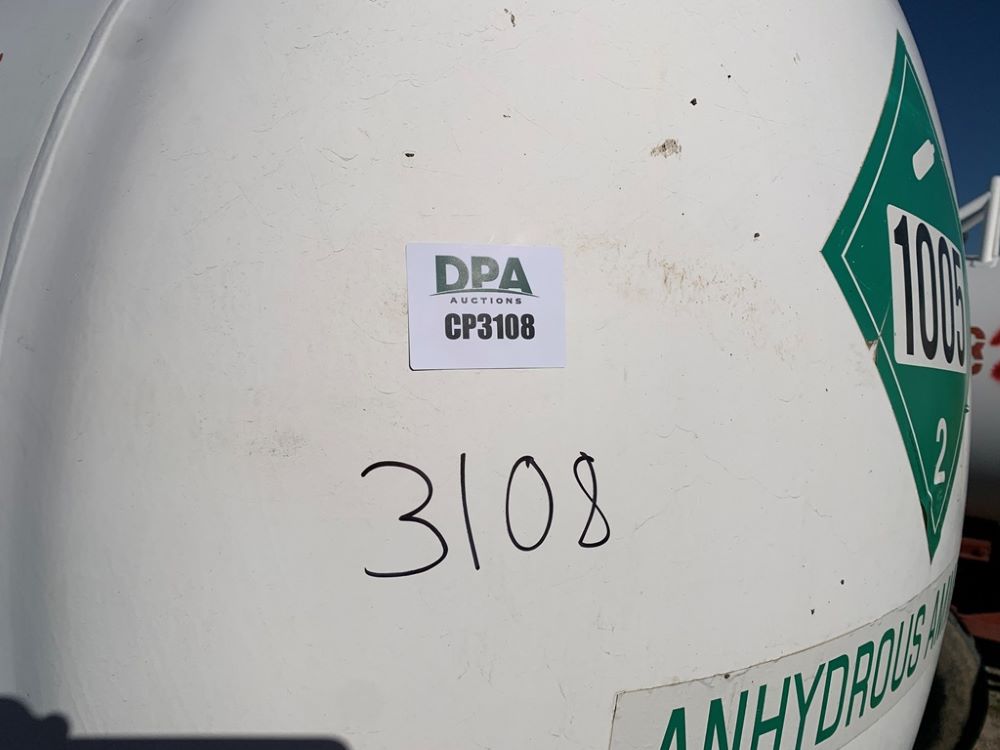 DPA
AUCTIONS
CP3108
3108
1005
2
ANHYDROUS